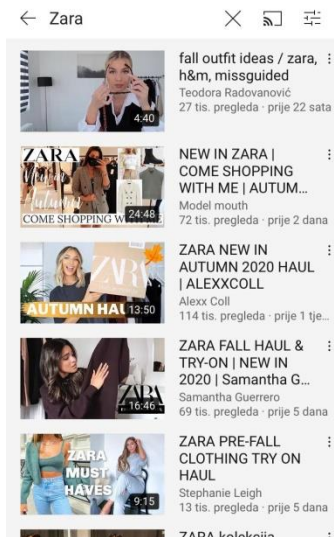 Zara
fall outfit ideas / zara,
h&m, missguided
Teodora Radovanović
27 tis. pregleda · prije 22 sata
4:40
ZARA
Autumn
COME SHOPPING WITH ME
24:48
NEW IN ZARA |
COME SHOPPING
WITH ME | AUTUM...
Model mouth
72 tis. pregleda · prije 2 dana
ZARA
AUTUMN HAUL
13:50
ZARA NEW IN
AUTUMN 2020 HAUL
| ALEXXCOLL
Alexx Coll
114 tis. pregleda · prije 1 tje...
ZARA
16:46
ZARA FALL HAUL &
TRY-ON | NEW IN
2020 | Samantha G...
Samantha Guerrero
69 tis. pregleda · prije 5 dana
ZARA
MUST
HAVES
9:15
ZARA PRE-FALL
CLOTHING TRY ON
HAUL
Stephanie Leigh
13 tis. pregleda · prije 5 dana
ZARA kolekcija